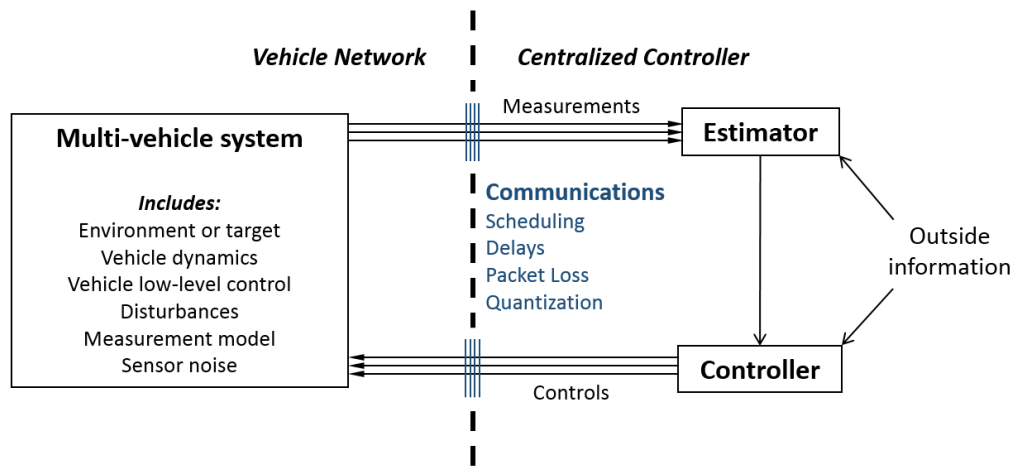 Vehicle Network
Centralized Controller
Measurements
Multi-vehicle system
Estimator
Includes:
Environment or target
Vehicle dynamics
Vehicle low-level control
Disturbances
Measurement model
Sensor noise
Communications
Scheduling
Delays
Packet Loss
Quantization
Outside
information
Controller
Controls